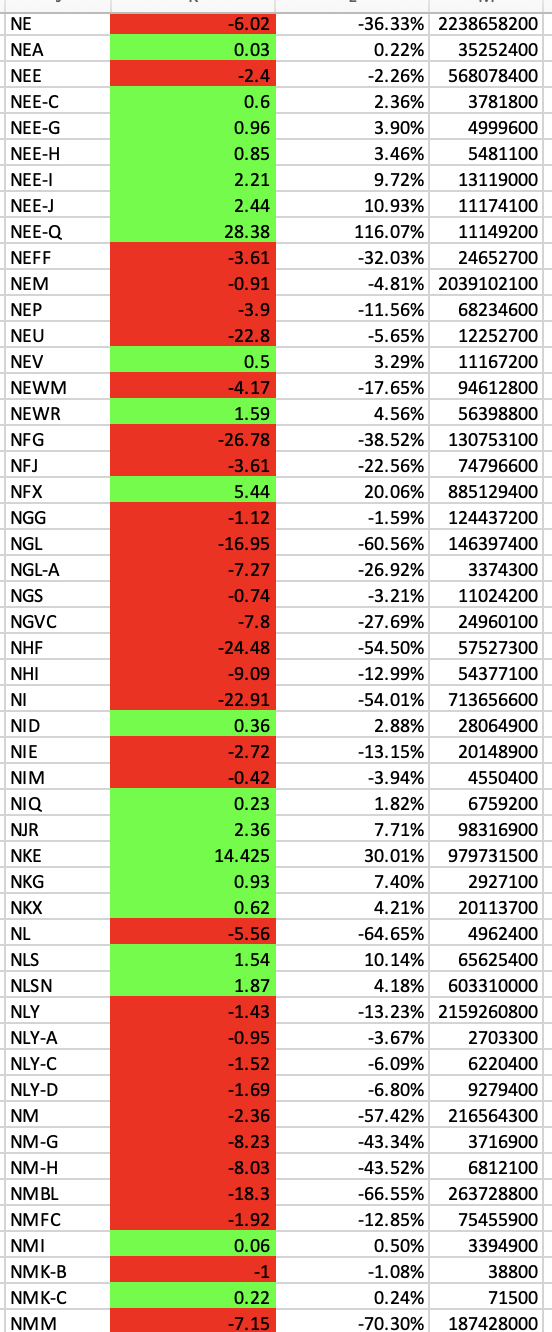 NE -6.02 -36.33% 2238658200
NEA 0.03 0.22% 35252400
NEE -2.4 -2.26% 568078400
NEE-C 0.6 2.36% 3781800
NEE-G 0.96 3.90% 4999600
NEE-H 0.85 3.46% 5481100
NEE-I 2.21 9.72% 13119000
NEE-J 2.44 10.93% 11174100
NEE-Q 28.38 116.07% 11149200
NEFF -3.61 -32.03% 24652700
NEM -0.91 -4.81% 2039102100
NEP -3.9 -11.56% 68234600
NEU -22.8 -5.65% 12252700
NEV 0.5 3.29% 11167200
NEWM -4.17 -17.65% 94612800
NEWR 1.59 4.56% 56398800
NFG -26.78 -38.52% 130753100
NFJ -3.61 -22.56% 74796600
NFX 5.44 20.06% 885129400
NGG -1.12 -1.59% 124437200
NGL -16.95 -60.56% 146397400
NGL-A -7.27 -26.92% 3374300
NGS -0.74 -3.21% 11024200
NGVC -7.8 -27.69% 24960100
NHF -24.48 -54.50% 57527300
NHI -9.09 -12.99% 54377100
NI -22.91 -54.01% 713656600
NID 0.36 2.88% 28064900
NIE -2.72 -13.15% 20148900
NIM -0.42 -3.94% 4550400
NIQ 0.23 1.82% 6759200
NJR 2.36 7.71% 98316900
NKE 14.425 30.01% 979731500
NKG 0.93 7.40% 2927100
NKX 0.62 4.21% 20113700
NL -5.56 -64.65% 4962400
NLS 1.54 10.14% 65625400
NLSN 1.87 4.18% 603310000
NLY -1.43 -13.23% 2159260800
NLY-A -0.95 -3.67% 2703300
NLY-C -1.52 -6.09% 6220400
NLY-D -1.69 -6.80% 9279400
NM -2.36 -57.42% 216564300
NM-G -8.23 -43.34% 3716900
NM-H -8.03 -43.52% 6812100
NMBL -18.3 -66.55% 263728800
NMFC -1.92 -12.85% 75455900
NMI 0.06 0.50% 3394900
NMK-B -1 -1.08% 38800
NMK-C 0.22 0.24% 71500
NMM -7.15 -70.30% 187428000